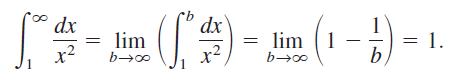 ∫₁^∞ dx/x² = lim_{b→∞} (∫₁^b dx/x²) = lim_{b→∞} (1 − 1/b) = 1.